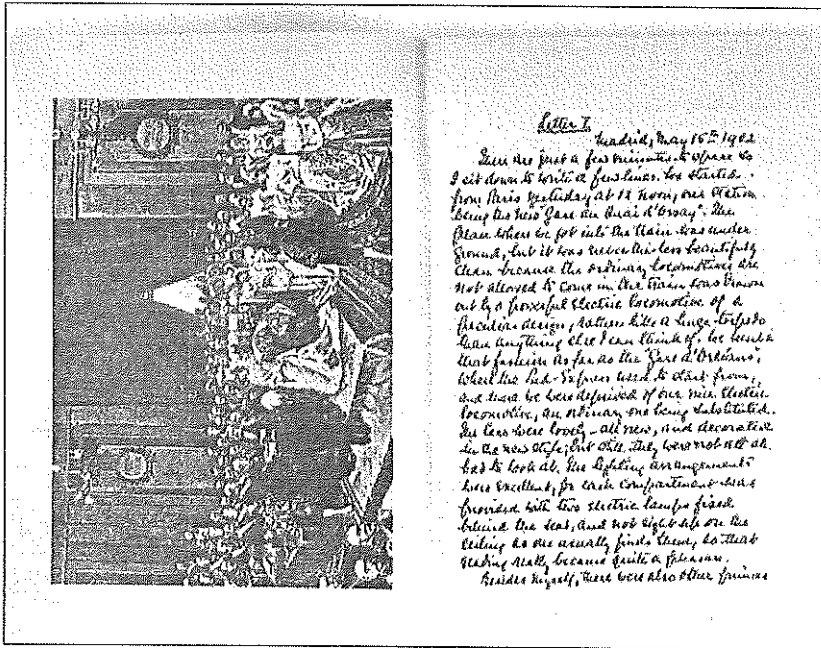 Letter I.
Madrid, May 15th 1902
There are just a few minutes to spare so
I sit down to write a few lines. We started
from Paris yesterday at 12 noon, our station
being the new "Gare du Quai d'Orsay". The
place where we got into the train was under
ground, but it was never the less beautifully
clean because the ordinary locomotives are
not allowed to come in. The train was drawn
out by a powerful electric locomotive of a
peculiar design, rather like a huge torpedo
than anything else I can think of. We went in
that fashion as far as the "Gare d'Orléans",
where the Sud-Express used to start from,
and here we were deprived of our nice electric
locomotive, an ordinary one being substituted.
The cars were lovely - all new, and decorated
in the new style, but still they were not at all
bad to look at. The lighting arrangements
were excellent, for each compartment was
provided with two electric lamps fixed
behind the seat, and not right up on the
ceiling as one usually finds them, so that
reading really became quite a pleasure.
Besides myself, there were also other princes